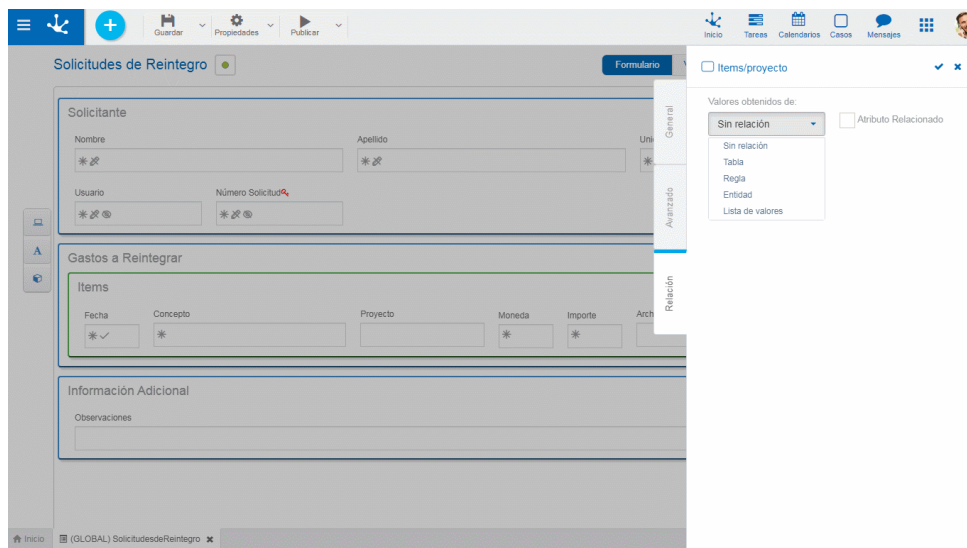 Guardar
Propiedades
Publicar
Inicio
Tareas
Calendarios
Casos
Mensajes
Solicitudes de Reintegro
Formulario
Items/proyecto
Solicitante
Nombre
Apellido
Usuario
Número Solicitud
Gastos a Reintegrar
Items
Fecha
Concepto
Proyecto
Moneda
Importe
Información Adicional
Observaciones
General
Avanzado
Relación
Valores obtenidos de:
Sin relación
Atributo Relacionado
Sin relación
Tabla
Regla
Entidad
Lista de valores
Inicio
(GLOBAL) SolicitudesdeReintegro